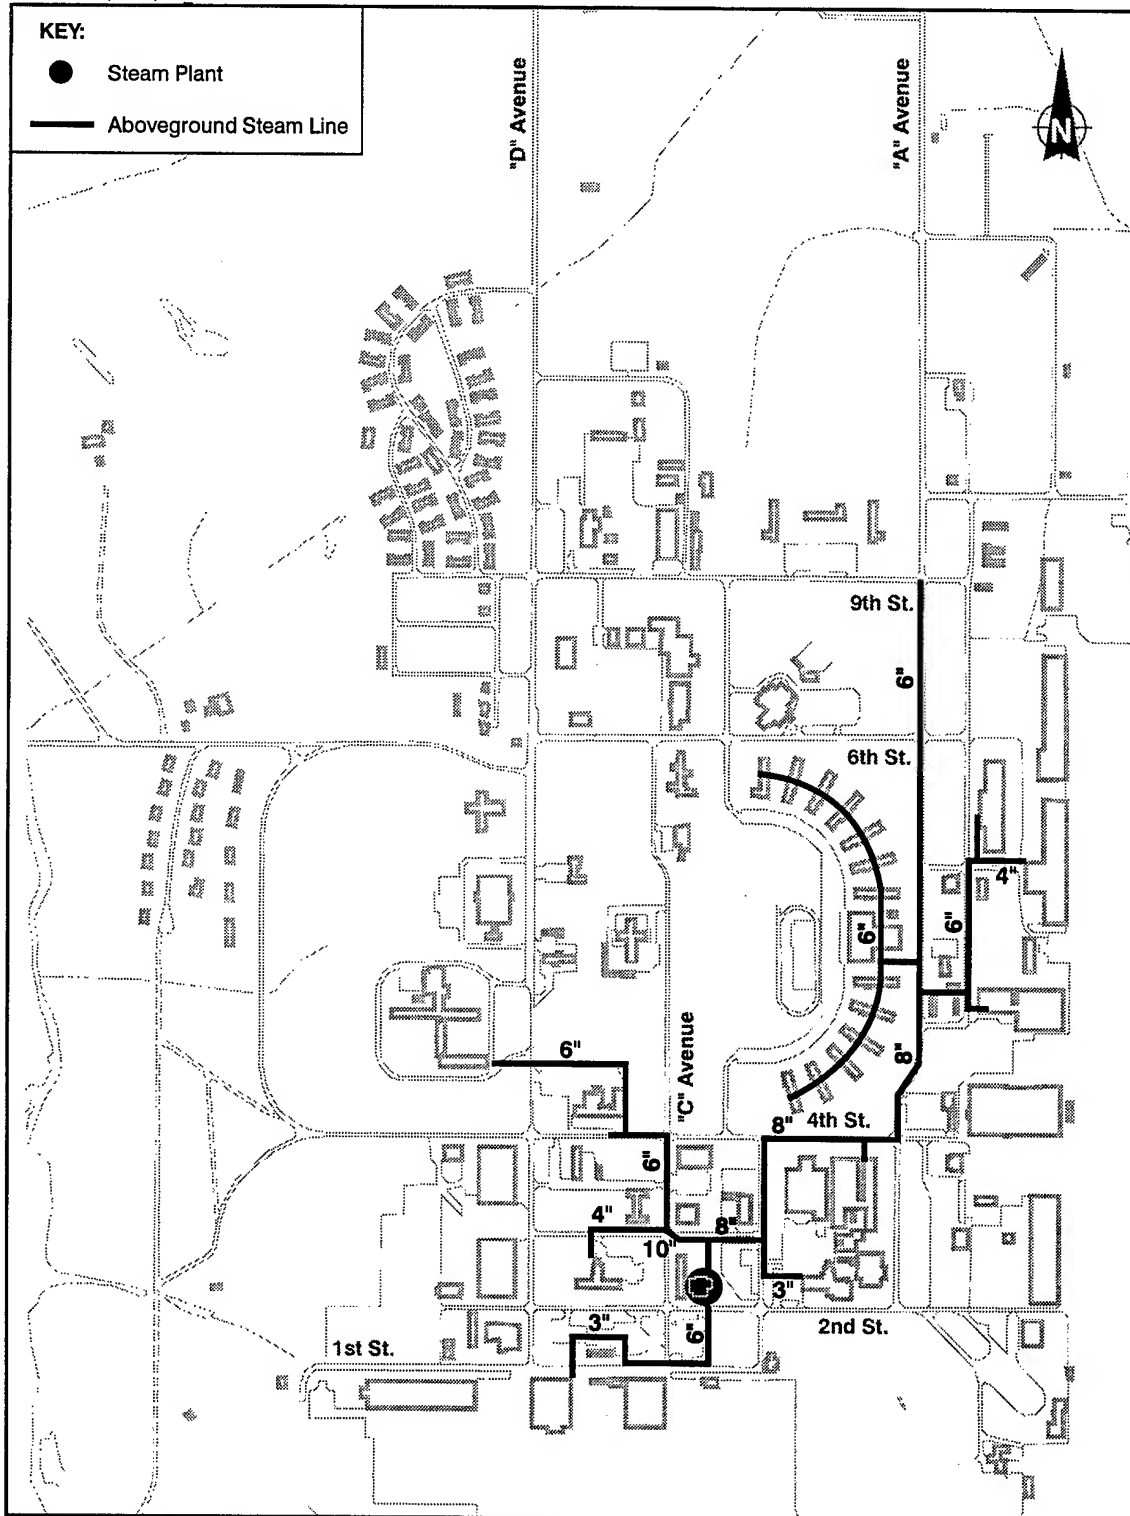 KEY:
Steam Plant
Aboveground Steam Line
"D" Avenue
"A" Avenue
N
9th St.
6"
6th St.
4"
6"
6"
8"
6"
"C" Avenue
8"
4th St.
6"
4"
8"
10"
3"
3"
6"
2nd St.
1st St.